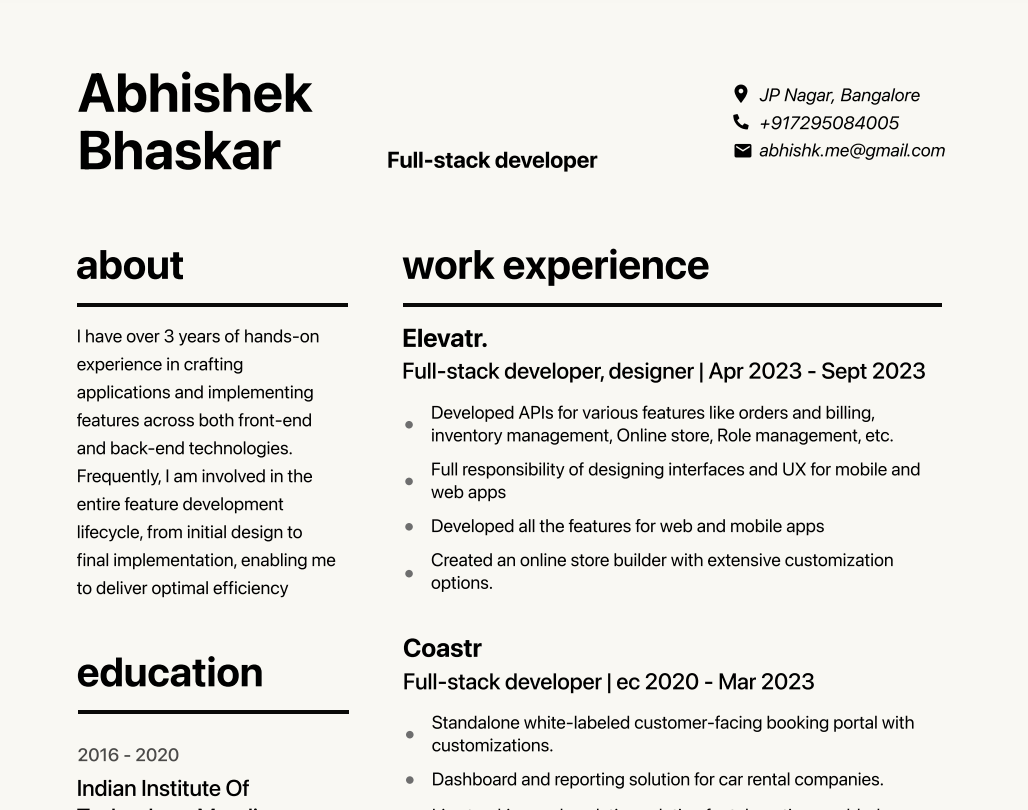 Abhishek
Bhaskar
Full-stack developer
JP Nagar, Bangalore
+917295084005
abhishk.me@gmail.com
about
I have over 3 years of hands-on
experience in crafting
applications and implementing
features across both front-end
and back-end technologies.
Frequently, I am involved in the
entire feature development
lifecycle, from initial design to
final implementation, enabling me
to deliver optimal efficiency
education
2016 - 2020
Indian Institute Of
work experience
Elevatr.
Full-stack developer, designer | Apr 2023 - Sept 2023
Developed APIs for various features like orders and billing,
inventory management, Online store, Role management, etc.
Full responsibility of designing interfaces and UX for mobile and
web apps
Developed all the features for web and mobile apps
Created an online store builder with extensive customization
options.
Coastr
Full-stack developer | ec 2020 - Mar 2023
Standalone white-labeled customer-facing booking portal with
customizations.
Dashboard and reporting solution for car rental companies.